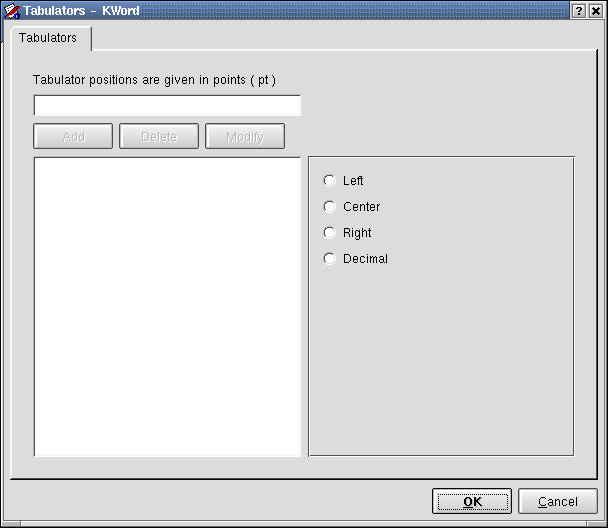 Tabulators - KWord
Tabulators
Tabulator positions are given in points ( pt )
Add Delete Modify
Left
Center
Right
Decimal
OK Cancel